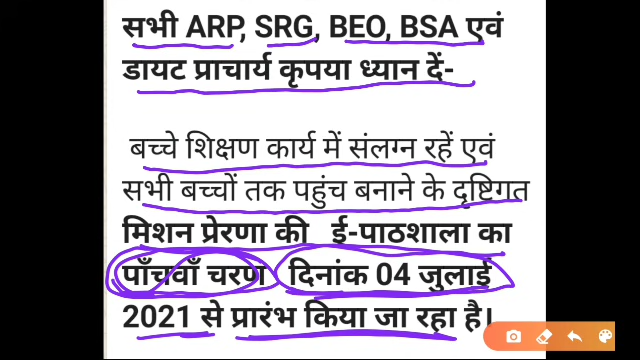 सभी ARP, SRG, BEO, BSA एवं
डायट प्राचार्य कृपया ध्यान दें-
बच्चे शिक्षण कार्य में संलग्न रहें एवं
सभी बच्चों तक पहुंच बनाने के दृष्टिगत
मिशन प्रेरणा की ई-पाठशाला का
पाँचवाँ चरण दिनांक 04 जुलाई
2021 से प्रारंभ किया जा रहा है।